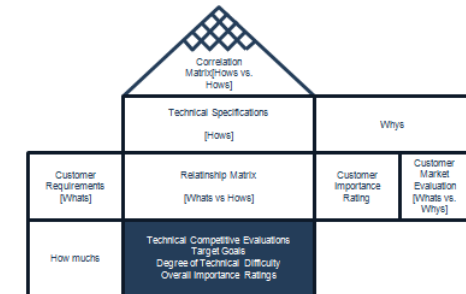 Correlation
Matrix[Hows vs.
Hows]
Technical Specifications
[Hows]
Whys
Customer
Requirements
[Whats]
Relatinship Matrix
[Whats vs Hows]
Customer
Importance
Rating
Customer
Market
Evaluation
[Whats vs.
Whys]
How muchs
Technical Competitive Evaluations
Target Goals
Degree of Technical Difficulty
Overall Importance Ratings